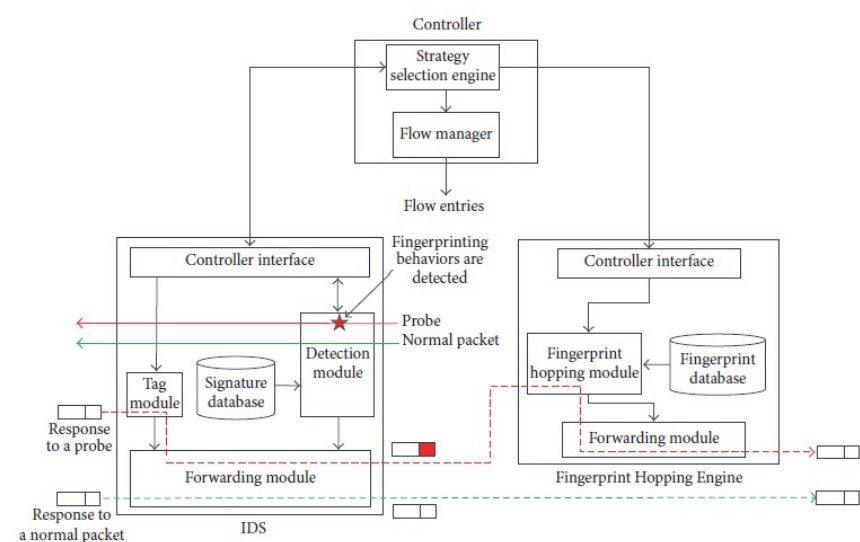 Controller
Strategy
selection engine
Flow manager
Flow entries
Fingerprinting
behaviors are
detected
Controller interface
Probe
Normal packet
Detection
module
Signature
database
Tag
module
Response
to a probe
Forwarding module
Response to
a normal packet
IDS
Controller interface
Fingerprint
hopping module
Fingerprint
database
Forwarding module
Fingerprint Hopping Engine